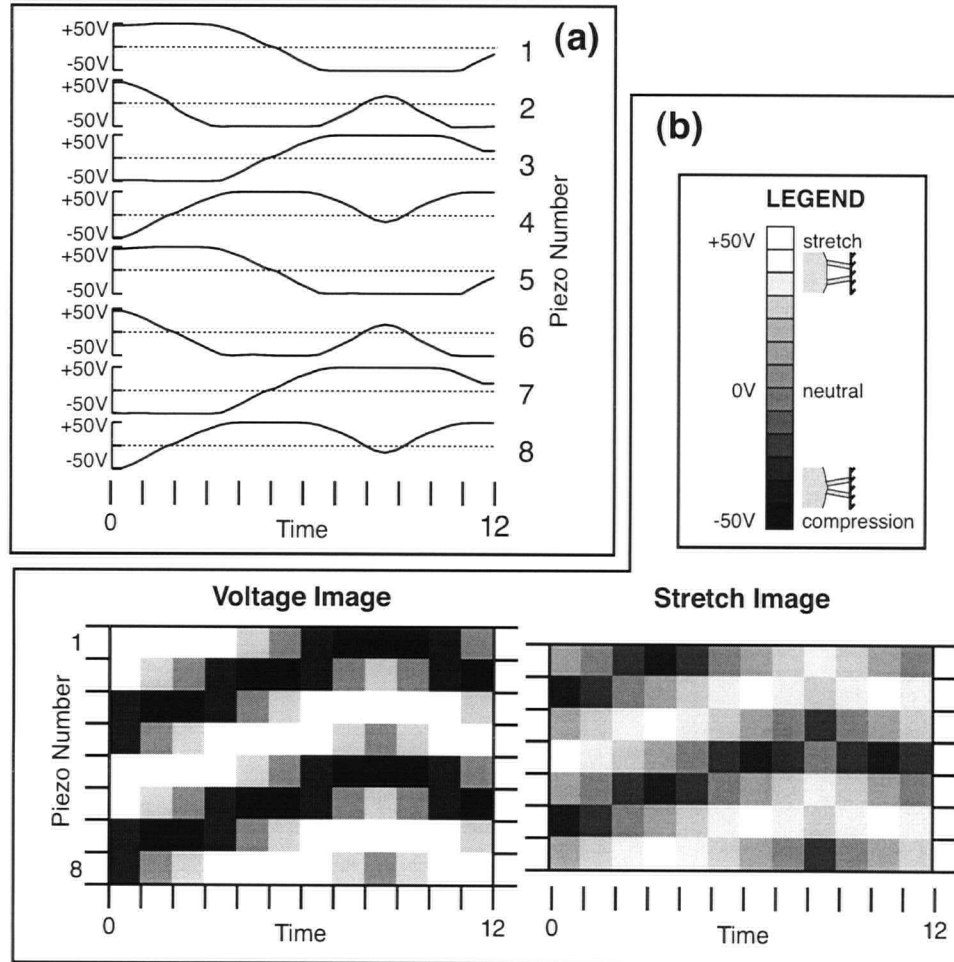 (a)
+50V
-50V
1
+50V
-50V
2
+50V
-50V
3
+50V
-50V
4
+50V
-50V
5
+50V
-50V
6
+50V
-50V
7
+50V
-50V
8
Piezo Number
0
Time
12
(b)
LEGEND
+50V
stretch
0V
neutral
-50V
compression
Voltage Image
1
Piezo Number
8
0
Time
12
Stretch Image
0
Time
12